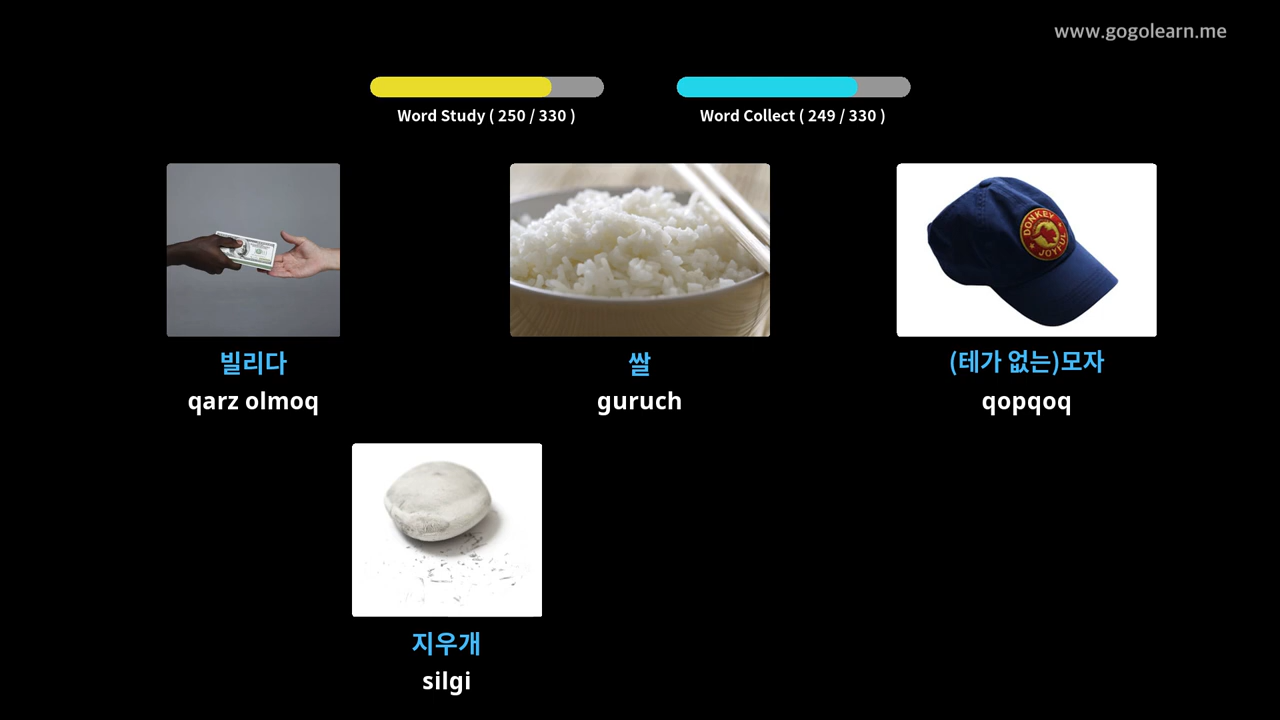 www.gogolearn.me
Word Study ( 250 / 330 )
Word Collect ( 249 / 330 )
DONKEY
JOYFUL
빌리다
qarz olmoq
쌀
guruch
(테가 없는)모자
qopqoq
지우개
silgi